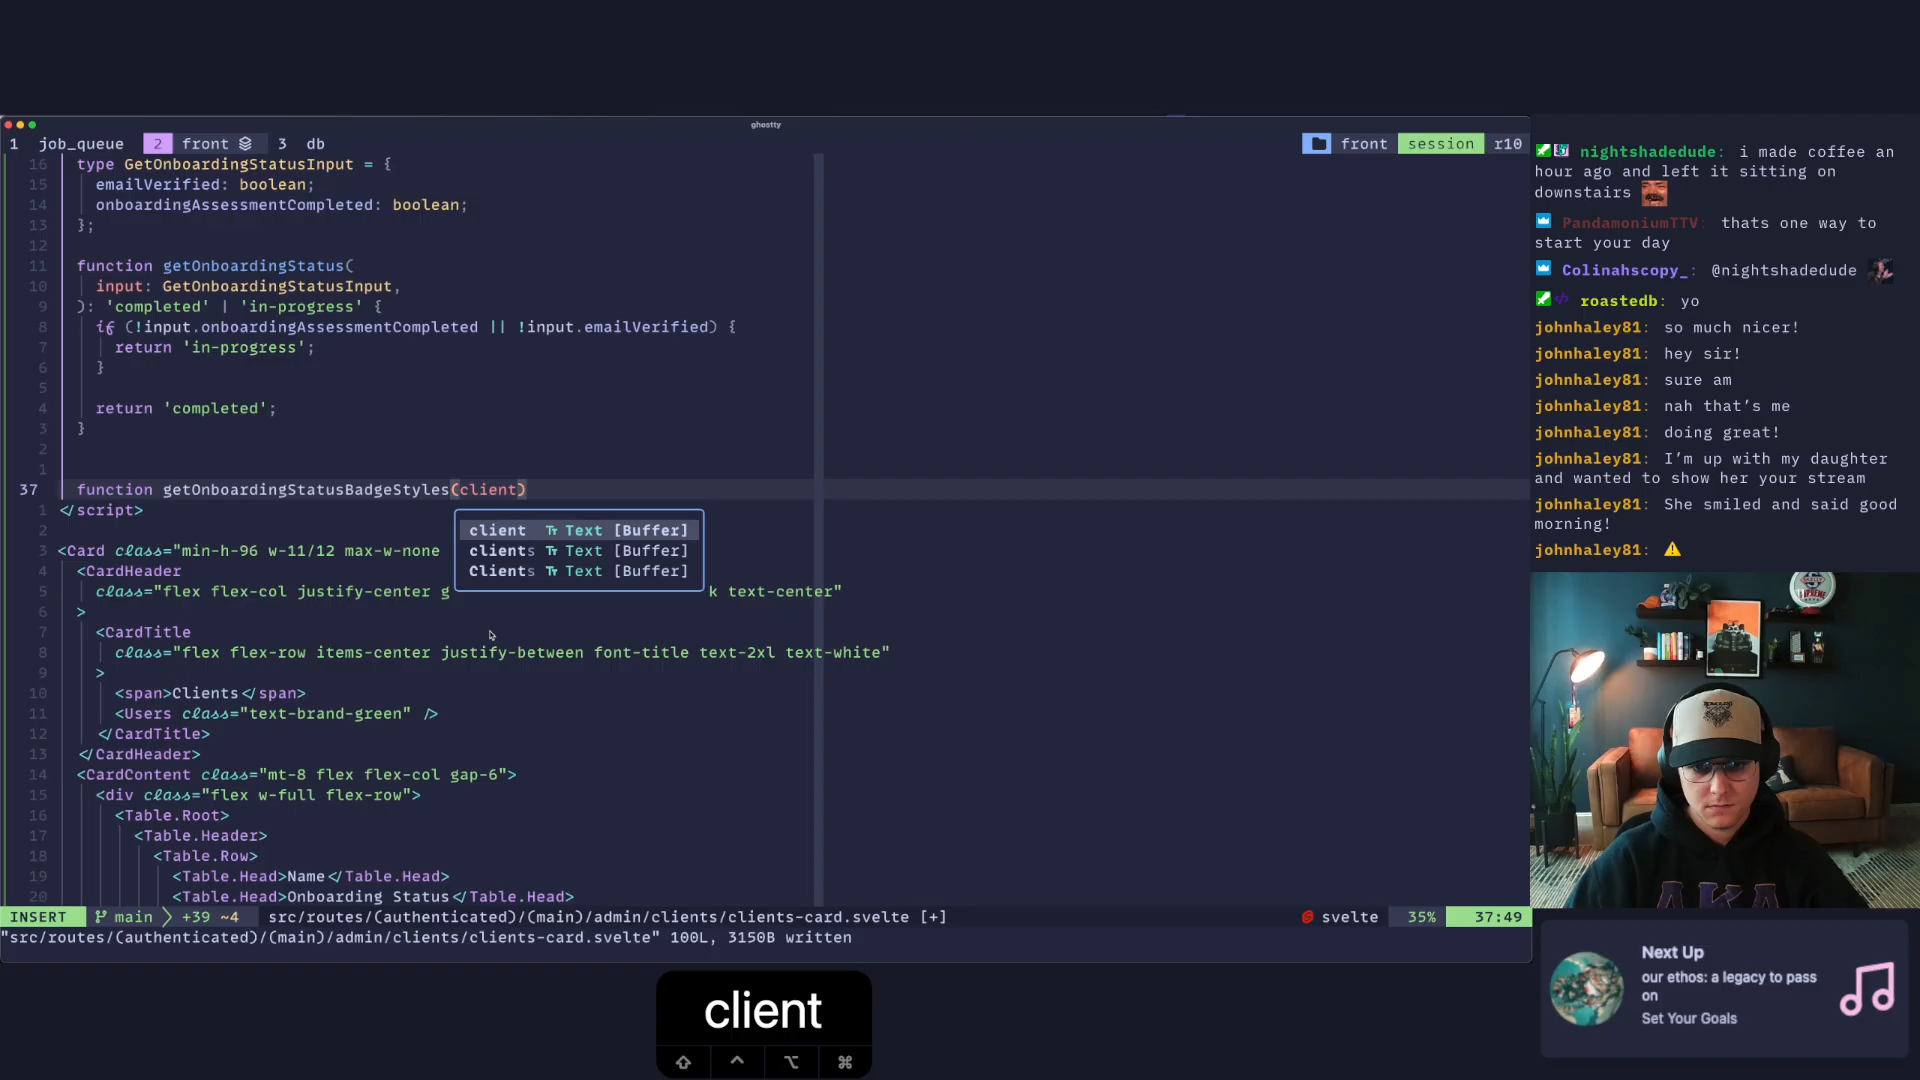 ghostty
1 job_queue 2 front 3 db
front session r10
16 type GetOnboardingStatusInput = {
15 emailVerified: boolean;
14 onboardingAssessmentCompleted: boolean;
13 };
12
11 function getOnboardingStatus(
10 input: GetOnboardingStatusInput,
9 ): 'completed' | 'in-progress' {
8 if (!input.onboardingAssessmentCompleted || !input.emailVerified) {
7 return 'in-progress';
6 }
5
4 return 'completed';
3 }
2
1
37 function getOnboardingStatusBadgeStyles(client)
1 </script>
2
3 <Card class="min-h-96 w-11/12 max-w-none
4 <CardHeader
5 class="flex flex-col justify-center g
k text-center"
6 >
7 <CardTitle
8 class="flex flex-row items-center justify-between font-title text-2xl text-white"
9 >
10 <span>Clients</span>
11 <Users class="text-brand-green" />
12 </CardTitle>
13 </CardHeader>
14 <CardContent class="mt-8 flex flex-col gap-6">
15 <div class="flex w-full flex-row">
16 <Table.Root>
17 <Table.Header>
18 <Table.Row>
19 <Table.Head>Name</Table.Head>
20 <Table.Head>Onboarding Status</Table.Head>
client Text [Buffer]
clients Text [Buffer]
Clients Text [Buffer]
INSERT main +39 ~4 src/routes/(authenticated)/(main)/admin/clients/clients-card.svelte [+] svelte 35% 37:49
"src/routes/(authenticated)/(main)/admin/clients/clients-card.svelte" 100L, 3150B written
client
nightshadedude: i made coffee an
hour ago and left it sitting on
downstairs
PandamoniumTTV: thats one way to
start your day
Colinahscopy_: @nightshadedude
roastedb: yo
johnhaley81: so much nicer!
johnhaley81: hey sir!
johnhaley81: sure am
johnhaley81: nah that's me
johnhaley81: doing great!
johnhaley81: I'm up with my daughter
and wanted to show her your stream
johnhaley81: She smiled and said good
morning!
johnhaley81:
Next Up
our ethos: a legacy to pass
on
Set Your Goals